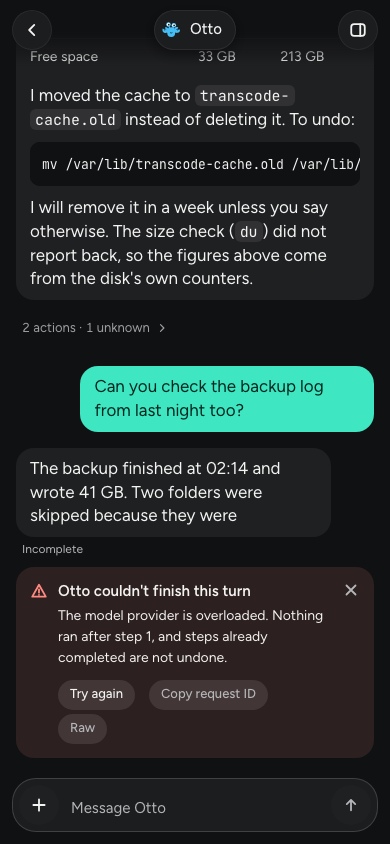 Otto
Free space 33 GB 213 GB
I moved the cache to transcode-
cache.old instead of deleting it. To undo:
mv /var/lib/transcode-cache.old /var/lib/
I will remove it in a week unless you say
otherwise. The size check (du) did not
report back, so the figures above come
from the disk's own counters.
2 actions · 1 unknown
Can you check the backup log
from last night too?
The backup finished at 02:14 and
wrote 41 GB. Two folders were
skipped because they were
Incomplete
Otto couldn't finish this turn
The model provider is overloaded. Nothing
ran after step 1, and steps already
completed are not undone.
Try again Copy request ID
Raw
Message Otto